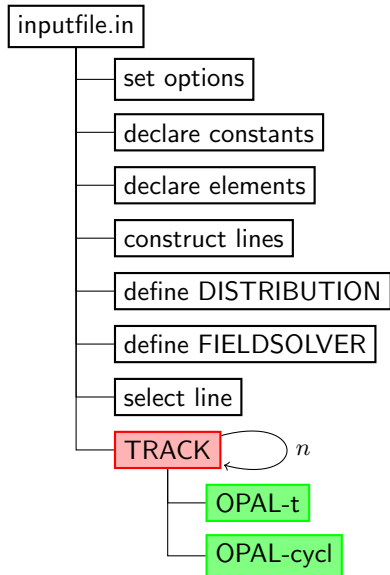 inputfile.in
set options
declare constants
declare elements
construct lines
define DISTRIBUTION
define FIELDSOLVER
select line
TRACK n
OPAL-t
OPAL-cycl